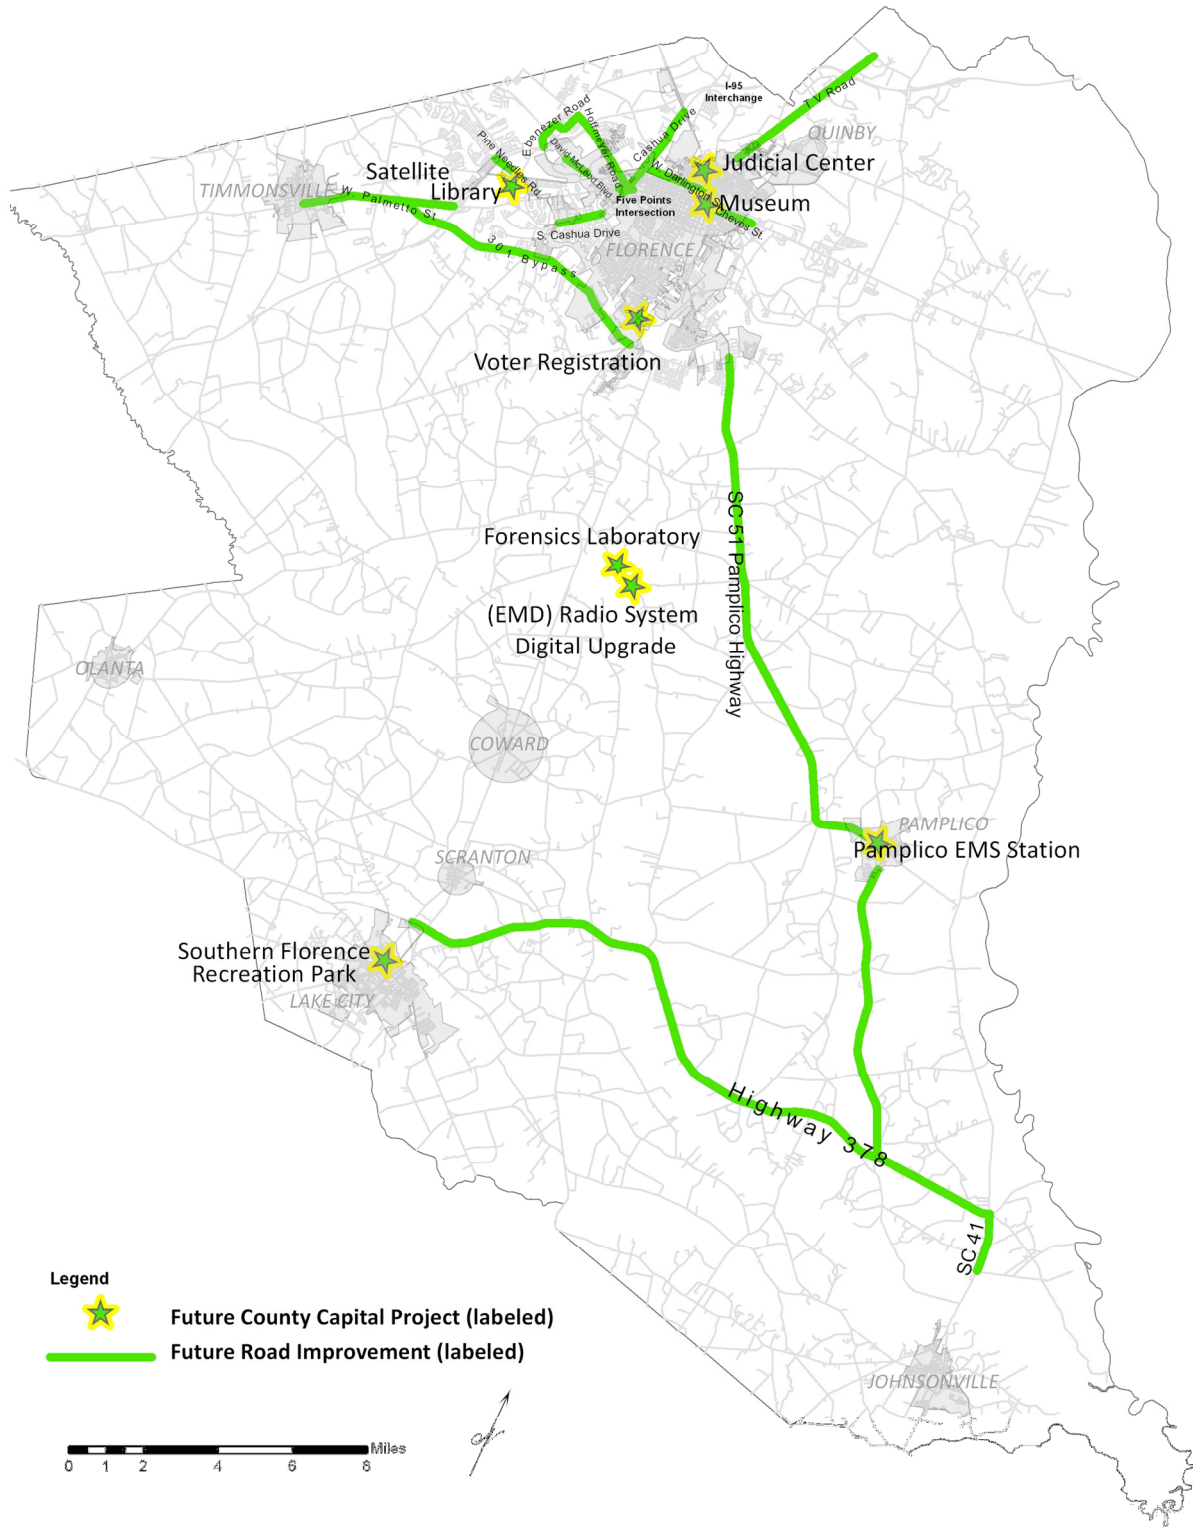 I-95
Interchange
T V Road
QUINBY
Ebenezer Road
Hoffmeyer Road
Cashua Drive
Pine Needles Rd.
David McLeod Blvd.
W. Darlington St.
Judicial Center
Satellite
Library
TIMMONSVILLE
W. Palmetto St.
Five Points
Intersection
Museum
Cheves St.
S. Cashua Drive
FLORENCE
301 Bypass
Voter Registration
SC 51 Pamplico Highway
Forensics Laboratory
(EMD) Radio System
Digital Upgrade
OLANTA
COWARD
PAMPLICO
Pamplico EMS Station
SCRANTON
Southern Florence
Recreation Park
LAKE CITY
Highway 378
SC 41
Legend
Future County Capital Project (labeled)
Future Road Improvement (labeled)
JOHNSONVILLE
Miles
0 1 2 4 6 8